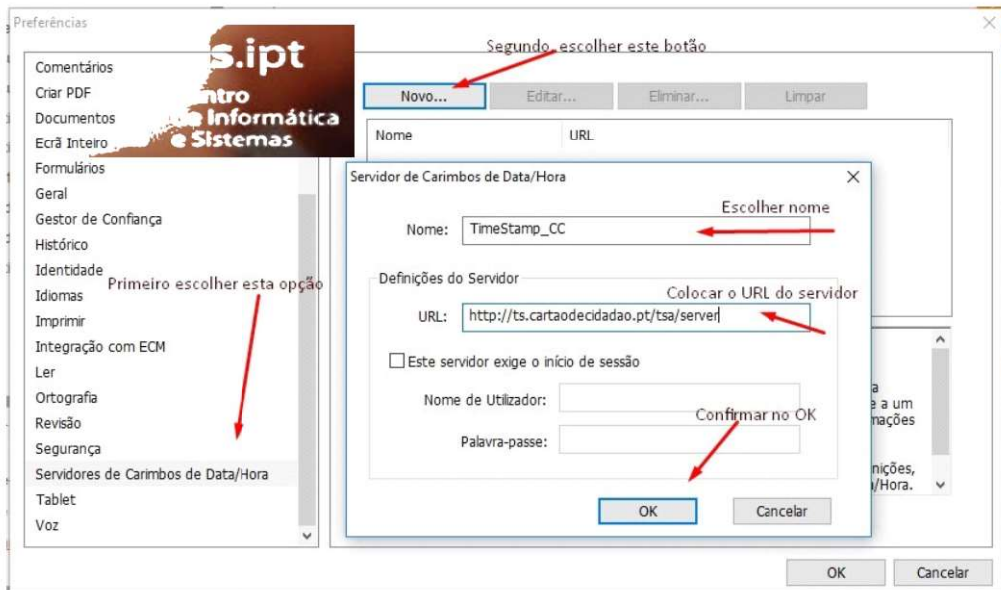 Preferências
s.ipt
ntro
e Informática
e Sistemas
Comentários
Criar PDF
Documentos
Ecrã Inteiro
Formulários
Geral
Gestor de Confiança
Histórico
Identidade
Idiomas
Imprimir
Integração com ECM
Ler
Ortografia
Revisão
Segurança
Servidores de Carimbos de Data/Hora
Tablet
Voz
Primeiro escolher esta opção
Segundo, escolher este botão
Novo... Editar... Eliminar... Limpar
Nome URL
Servidor de Carimbos de Data/Hora
Escolher nome
Nome: TimeStamp_CC
Definições do Servidor
Colocar o URL do servidor
URL: http://ts.cartaodecidadao.pt/tsa/server
Este servidor exige o início de sessão
Nome de Utilizador:
Confirmar no OK
Palavra-passe:
OK Cancelar
a
e a um
mações
nições,
/Hora.
OK Cancelar